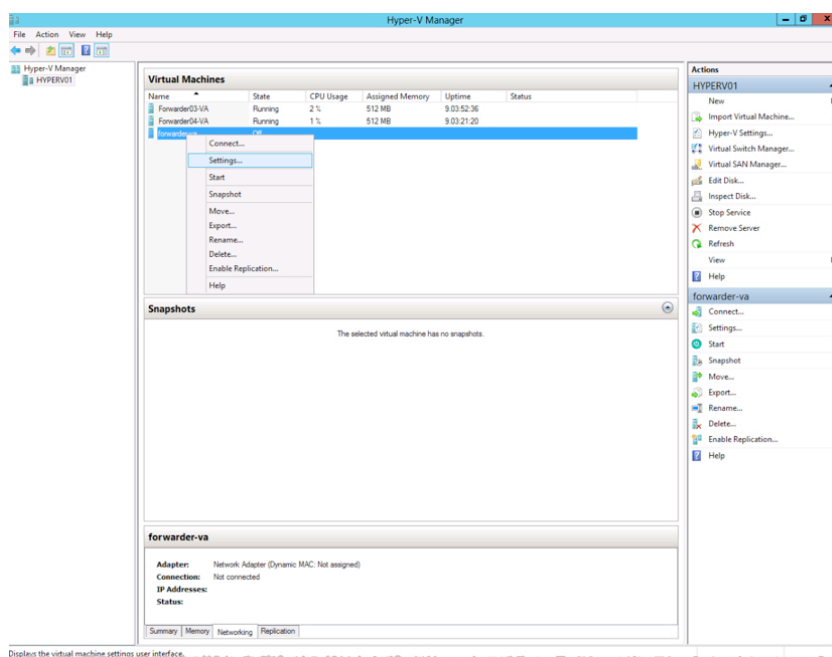 Hyper-V Manager
File Action View Help
Hyper-V Manager
HYPERV01
Virtual Machines
Name State CPU Usage Assigned Memory Uptime Status
Forwarder03-VA Running 2 % 512 MB 9.03:52:36
Forwarder04-VA Running 1 % 512 MB 9.03:21:20
forwarder-va Off
Connect...
Settings...
Start
Snapshot
Move...
Export...
Rename...
Delete...
Enable Replication...
Help
Snapshots
The selected virtual machine has no snapshots.
forwarder-va
Adapter: Network Adapter (Dynamic MAC: Not assigned)
Connection: Not connected
IP Addresses:
Status:
Summary Memory Networking Replication
Actions
HYPERV01
New
Import Virtual Machine...
Hyper-V Settings...
Virtual Switch Manager...
Virtual SAN Manager...
Edit Disk...
Inspect Disk...
Stop Service
Remove Server
Refresh
View
Help
forwarder-va
Connect...
Settings...
Start
Snapshot
Move...
Export...
Rename...
Delete...
Enable Replication...
Help
Displays the virtual machine settings user interface.